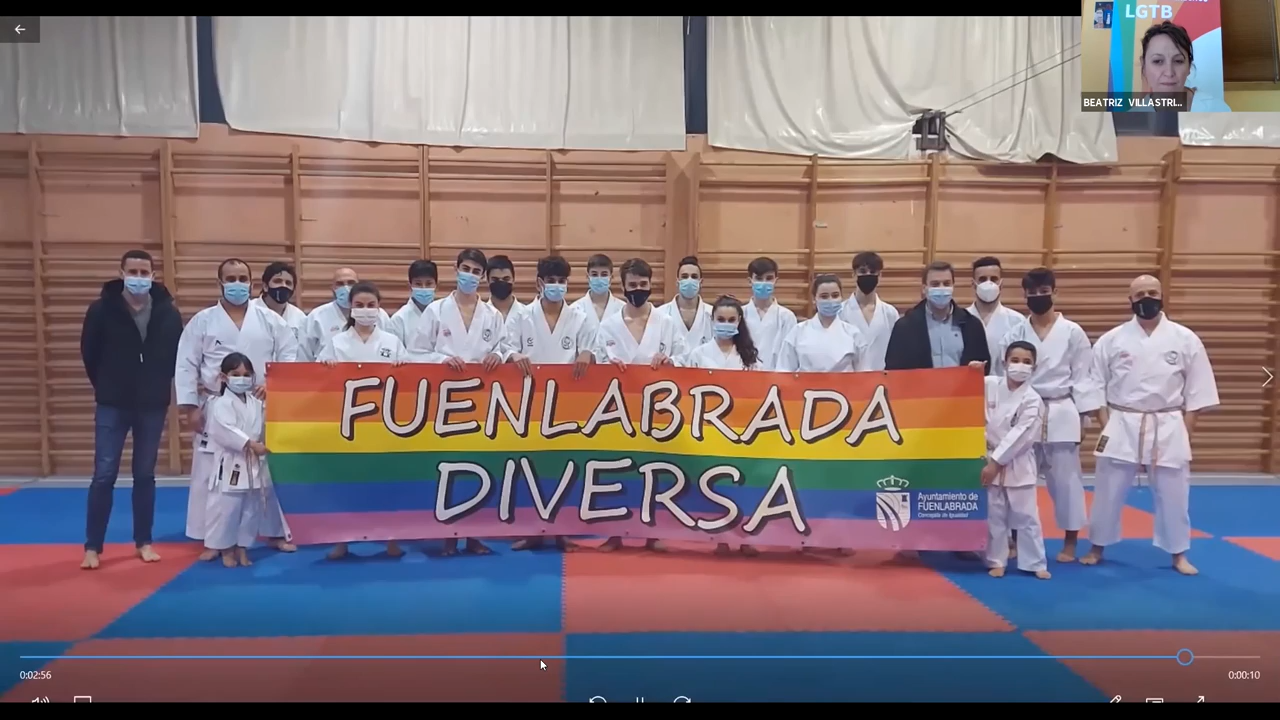 LGTB
BEATRIZ VILLASTRI...
FUENLABRADA
DIVERSA
Ayuntamiento de
FUENLABRADA
Concejalía de Igualdad
0:02:56
0:00:10